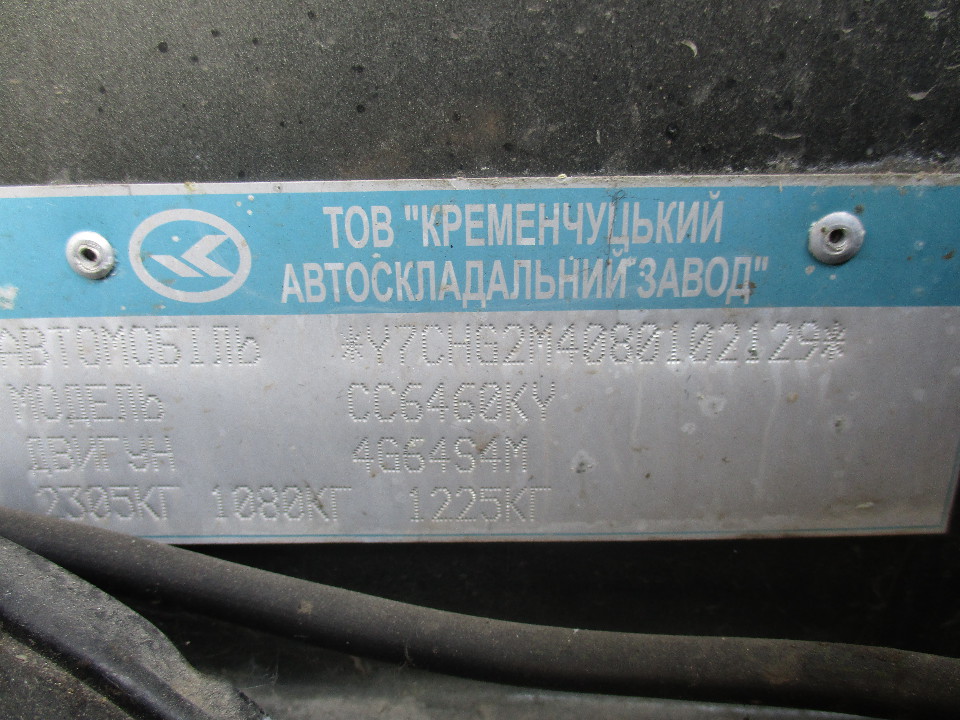 ТОВ "КРЕМЕНЧУЦЬКИЙ
АВТОСКЛАДАЛЬНИЙ ЗАВОД"
АВТОМОБІЛЬ *Y7CHG2M4080102129*
МОДЕЛЬ CC6460KY
ДВИГУН 4G64S4M
2305КГ 1080КГ 1225КГ